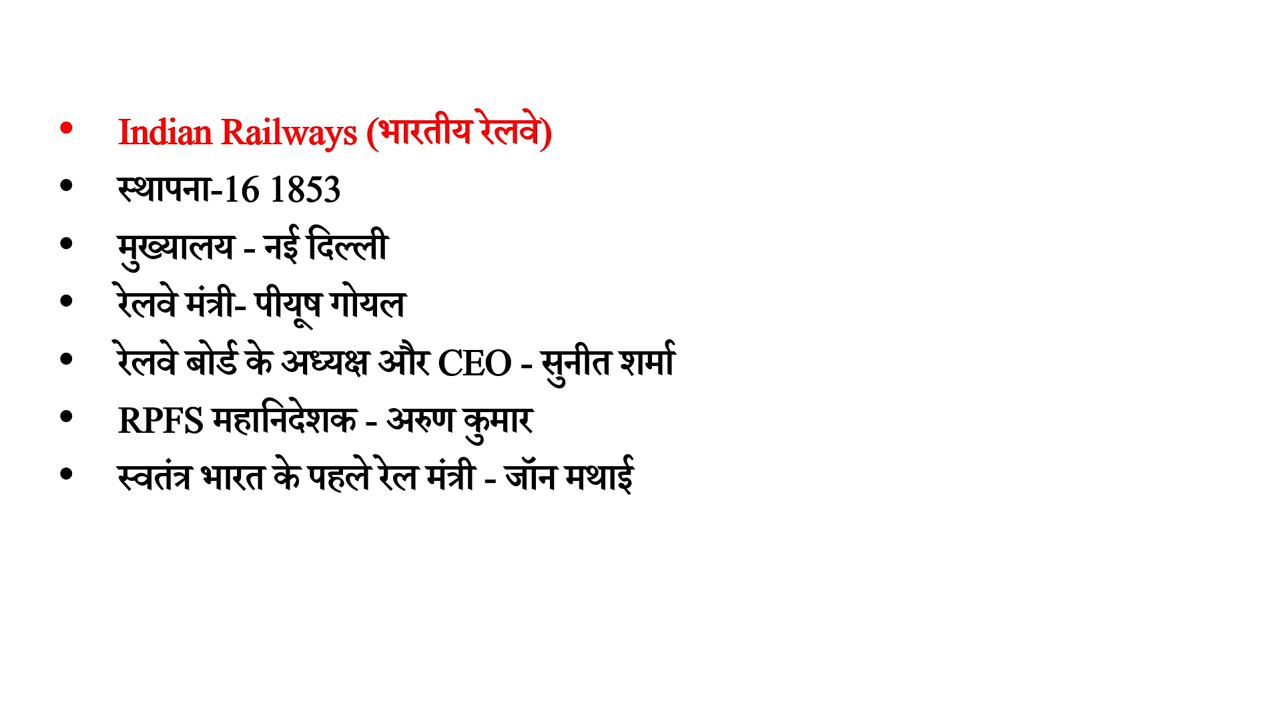 • Indian Railways (भारतीय रेलवे)
• स्थापना-16 1853
• मुख्यालय - नई दिल्ली
• रेलवे मंत्री- पीयूष गोयल
• रेलवे बोर्ड के अध्यक्ष और CEO - सुनीत शर्मा
• RPFS महानिदेशक - अरुण कुमार
• स्वतंत्र भारत के पहले रेल मंत्री - जॉन मथाई